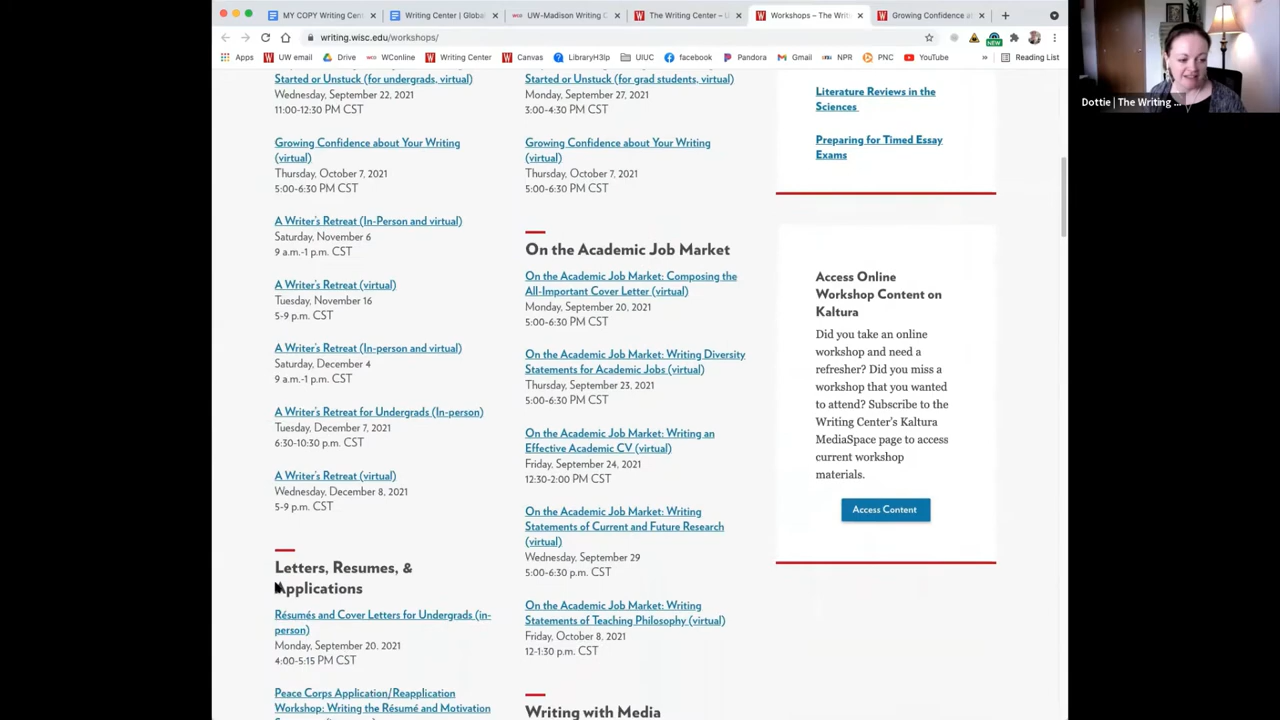 MY COPY Writing Cen
Writing Center | Globa
UW-Madison Writing C
The Writing Center – U
Workshops – The Writ
Growing Confidence a
writing.wisc.edu/workshops/
NEW
Apps
UW email
WConline
Writing Center
Canvas
LibraryH3lp
UIUC
facebook
Pandora
Gmail
NPR
PNC
YouTube
»
Reading List
Dottie | The Writing ...
Started or Unstuck (for undergrads, virtual)
Wednesday, September 22, 2021
11:00-12:30 PM CST
Growing Confidence about Your Writing
(virtual)
Thursday, October 7, 2021
5:00-6:30 PM CST
A Writer's Retreat (In-Person and virtual)
Saturday, November 6
9 a.m.-1 p.m. CST
A Writer's Retreat (virtual)
Tuesday, November 16
5-9 p.m. CST
A Writer's Retreat (In-person and virtual)
Saturday, December 4
9 a.m.-1 p.m. CST
A Writer's Retreat for Undergrads (In-person)
Tuesday, December 7, 2021
6:30-10:30 p.m. CST
A Writer's Retreat (virtual)
Wednesday, December 8, 2021
5-9 p.m. CST
Letters, Resumes, &
Applications
Résumés and Cover Letters for Undergrads (in-
person)
Monday, September 20, 2021
4:00-5:15 PM CST
Peace Corps Application/Reapplication
Workshop: Writing the Résumé and Motivation
Started or Unstuck (for grad students, virtual)
Monday, September 27, 2021
3:00-4:30 PM CST
Growing Confidence about Your Writing
(virtual)
Thursday, October 7, 2021
5:00-6:30 PM CST
On the Academic Job Market
On the Academic Job Market: Composing the
All-Important Cover Letter (virtual)
Monday, September 20, 2021
5:00-6:30 PM CST
On the Academic Job Market: Writing Diversity
Statements for Academic Jobs (virtual)
Thursday, September 23, 2021
5:00-6:30 PM CST
On the Academic Job Market: Writing an
Effective Academic CV (virtual)
Friday, September 24, 2021
12:30-2:00 PM CST
On the Academic Job Market: Writing
Statements of Current and Future Research
(virtual)
Wednesday, September 29
5:00-6:30 p.m. CST
On the Academic Job Market: Writing
Statements of Teaching Philosophy (virtual)
Friday, October 8, 2021
12-1:30 p.m. CST
Writing with Media
Literature Reviews in the
Sciences
Preparing for Timed Essay
Exams
Access Online
Workshop Content on
Kaltura
Did you take an online
workshop and need a
refresher? Did you miss a
workshop that you wanted
to attend? Subscribe to the
Writing Center's Kaltura
MediaSpace page to access
current workshop
materials.
Access Content